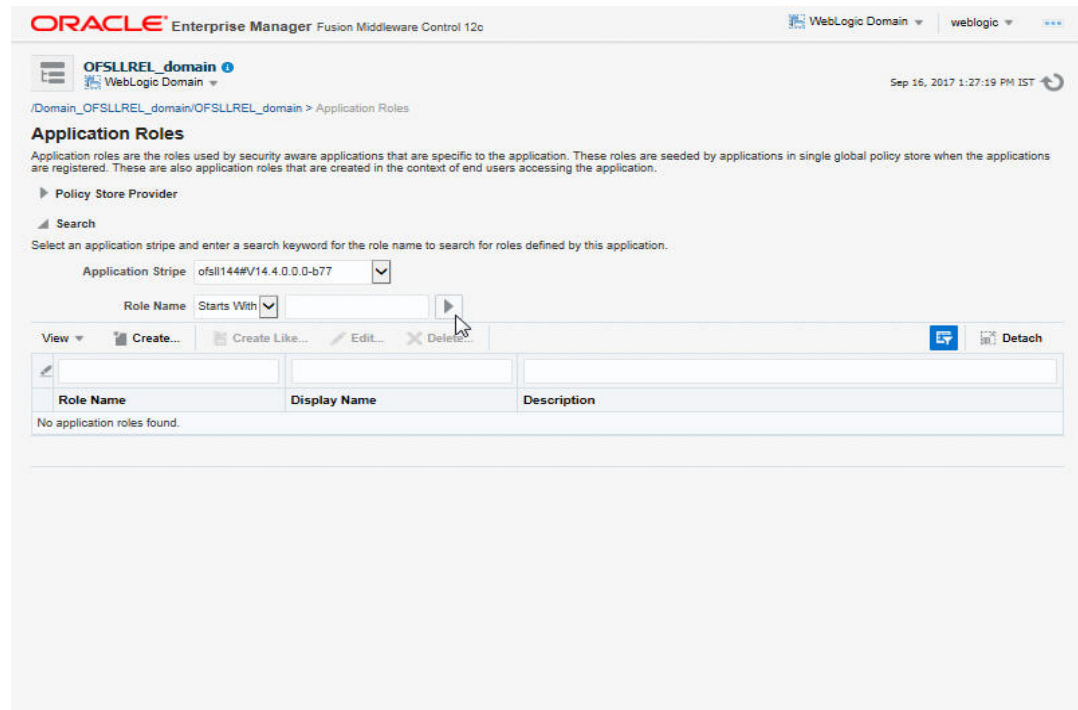 ORACLE Enterprise Manager Fusion Middleware Control 12c
WebLogic Domain
weblogic
OFSLLREL_domain
WebLogic Domain
Sep 16, 2017 1:27:19 PM IST
/Domain_OFSLLREL_domain/OFSLLREL_domain > Application Roles
Application Roles
Application roles are the roles used by security aware applications that are specific to the application. These roles are seeded by applications in single global policy store when the applications
are registered. These are also application roles that are created in the context of end users accessing the application.
Policy Store Provider
Search
Select an application stripe and enter a search keyword for the role name to search for roles defined by this application.
Application Stripe ofsll144#V14.4.0.0.0-b77
Role Name Starts With
View Create... Create Like... Edit... Delete... Detach
Role Name Display Name Description
No application roles found.